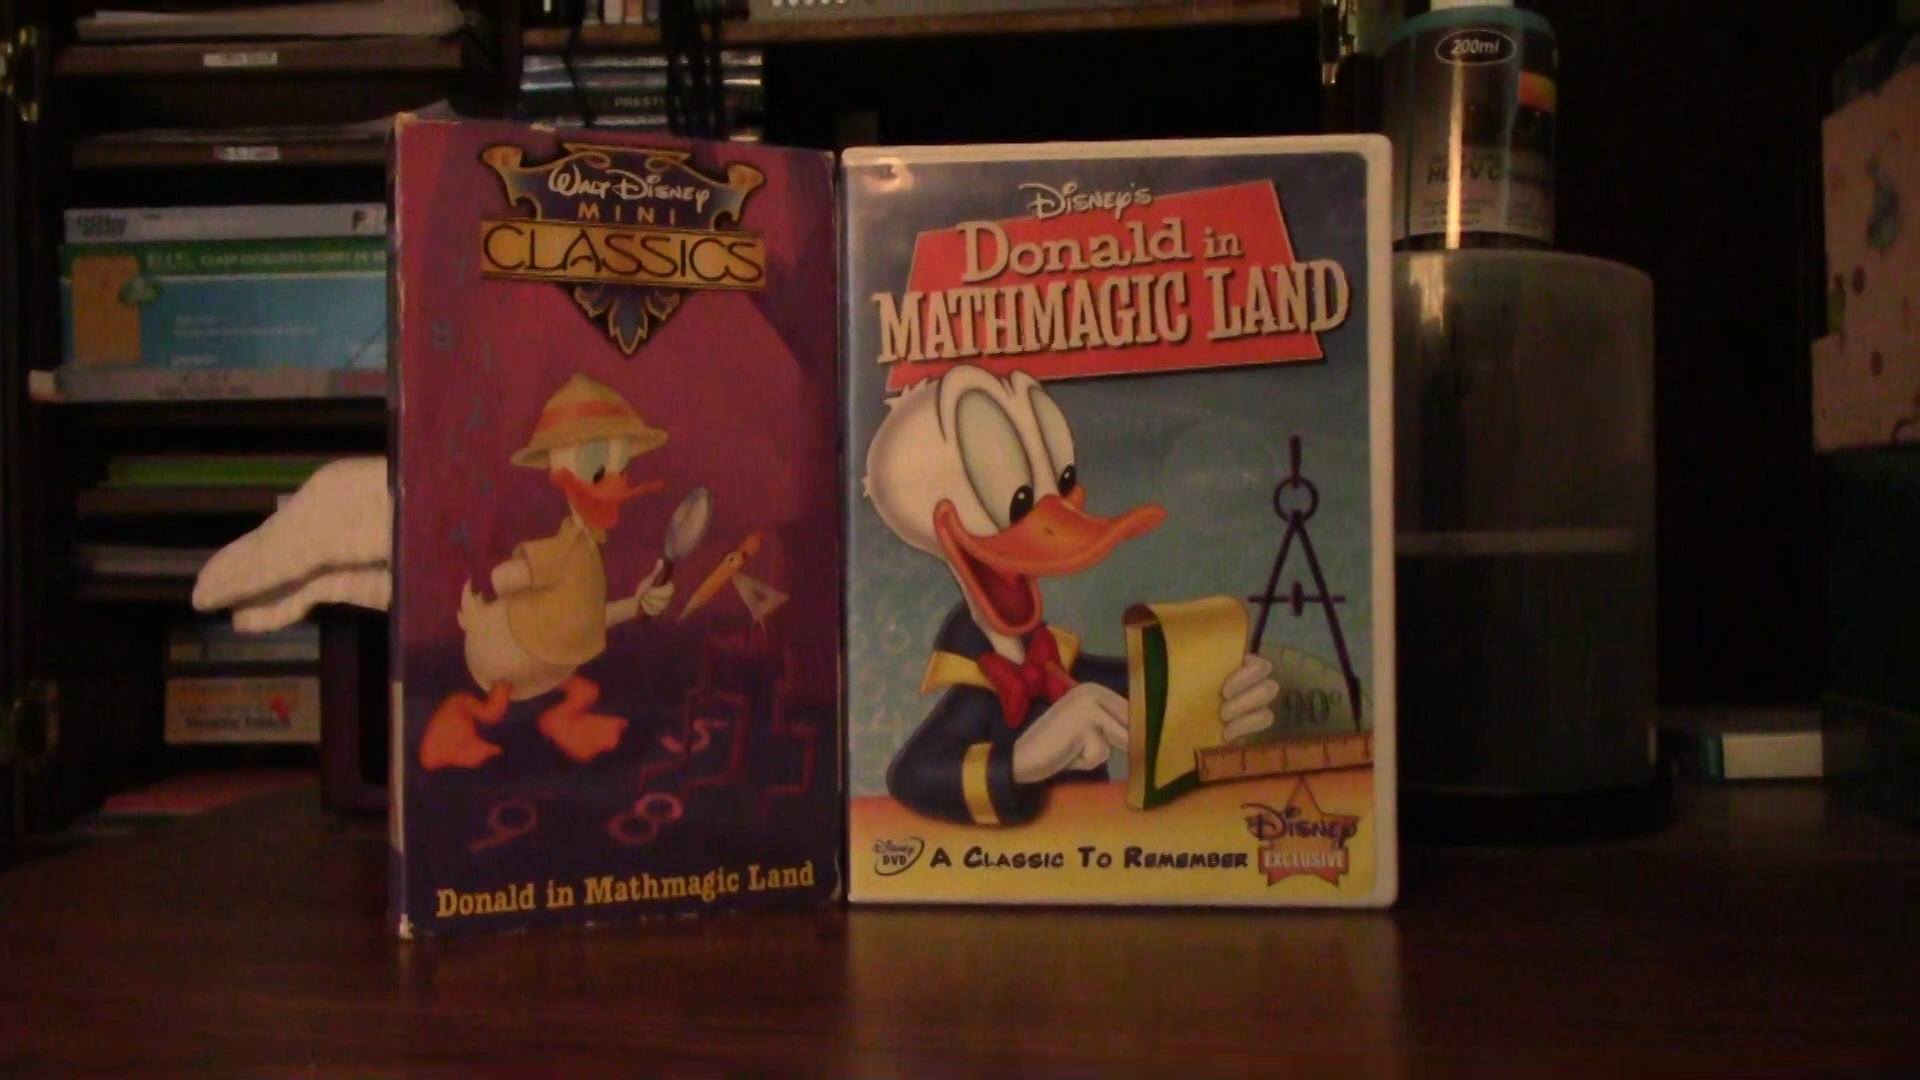 200ml
PREST
WALT DISNEY
MINI
CLASSICS
Donald in Mathmagic Land
DISNEY'S
Donald in
MATHMAGIC LAND
90°
Disney
DVD
A CLASSIC TO REMEMBER
DISNEY
EXCLUSIVE